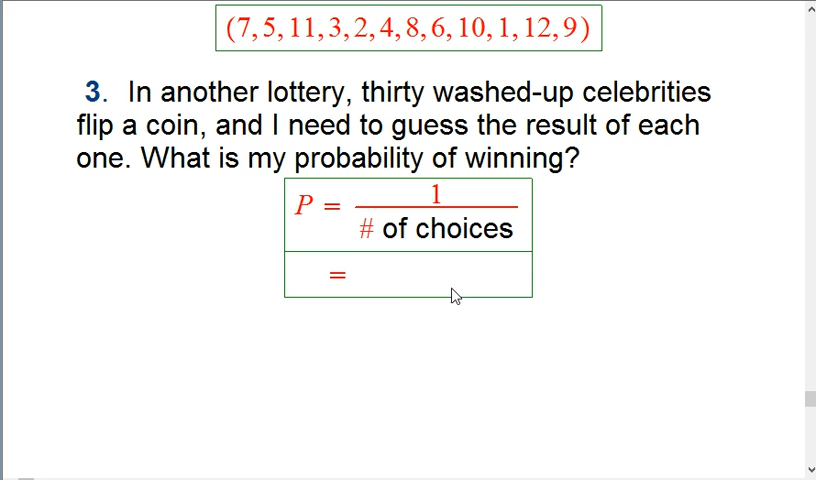 (7, 5, 11, 3, 2, 4, 8, 6, 10, 1, 12, 9)
3. In another lottery, thirty washed-up celebrities
flip a coin, and I need to guess the result of each
one. What is my probability of winning?
P = 1
# of choices
=